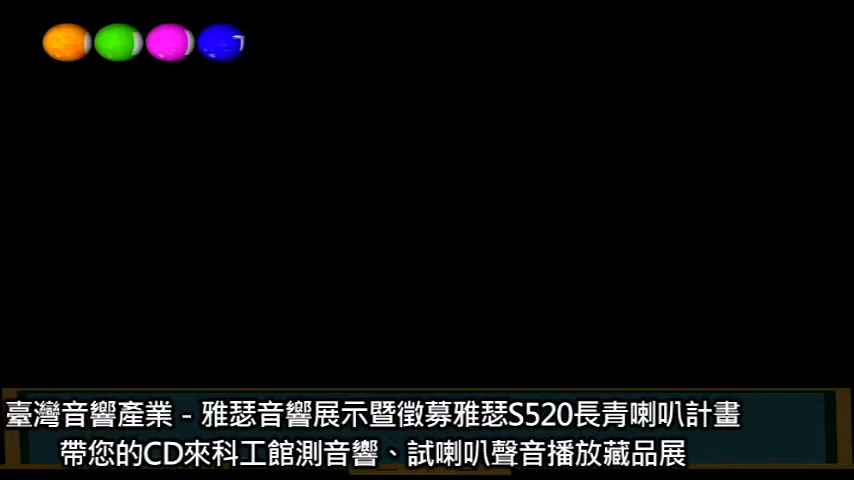 臺灣音響產業 - 雅瑟音響展示暨徵募雅瑟S520長青喇叭計畫
帶您的CD來科工館測音響、試喇叭聲音播放藏品展